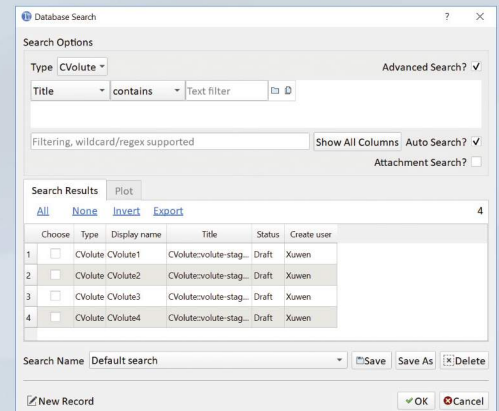 Database Search ?
Search Options
Type CVolute Advanced Search?
Title contains Text filter
Filtering, wildcard/regex supported Show All Columns Auto Search?
Attachment Search?
Search Results Plot
All None Invert Export 4
Choose Type Display name Title Status Create user
1 CVolute CVolute1 CVolute::volute-stag... Draft Xuwen
2 CVolute CVolute2 CVolute::volute-stag... Draft Xuwen
3 CVolute CVolute3 CVolute::volute-stag... Draft Xuwen
4 CVolute CVolute4 CVolute::volute-stag... Draft Xuwen
Search Name Default search Save Save As Delete
New Record OK Cancel